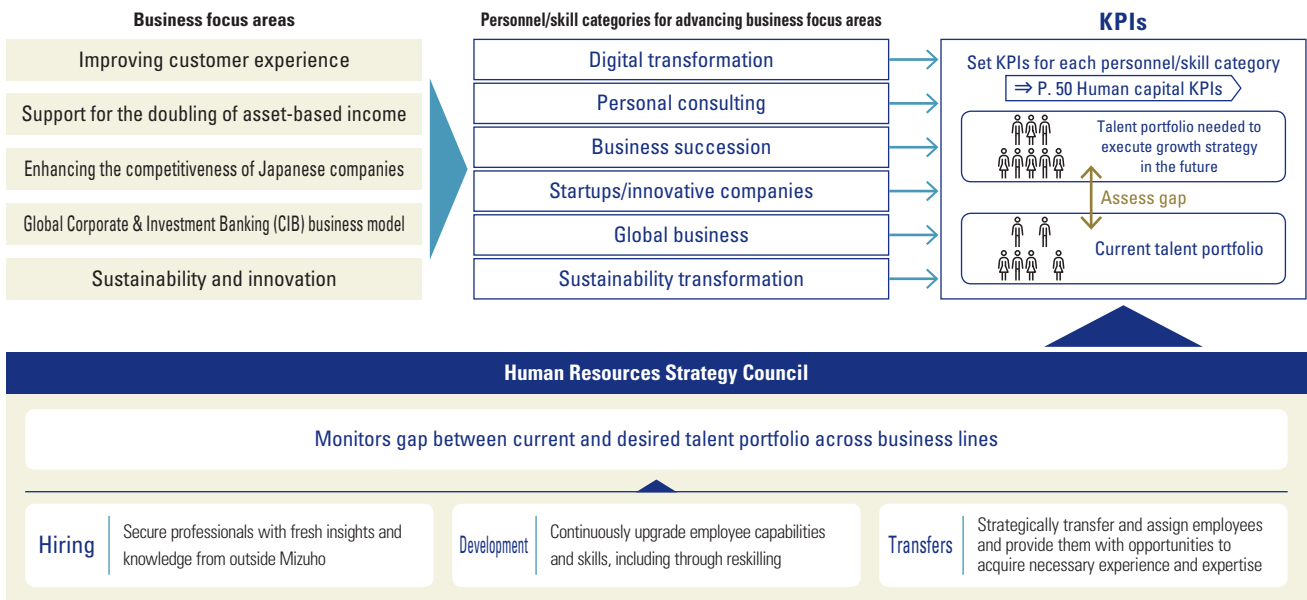 Business focus areas
Improving customer experience
Support for the doubling of asset-based income
Enhancing the competitiveness of Japanese companies
Global Corporate & Investment Banking (CIB) business model
Sustainability and innovation
Personnel/skill categories for advancing business focus areas
Digital transformation
Personal consulting
Business succession
Startups/innovative companies
Global business
Sustainability transformation
KPIs
Set KPIs for each personnel/skill category
⇒ P. 50 Human capital KPIs
Talent portfolio needed to
execute growth strategy
in the future
Assess gap
Current talent portfolio
Human Resources Strategy Council
Monitors gap between current and desired talent portfolio across business lines
Hiring
Secure professionals with fresh insights and
knowledge from outside Mizuho
Development
Continuously upgrade employee capabilities
and skills, including through reskilling
Transfers
Strategically transfer and assign employees
and provide them with opportunities to
acquire necessary experience and expertise